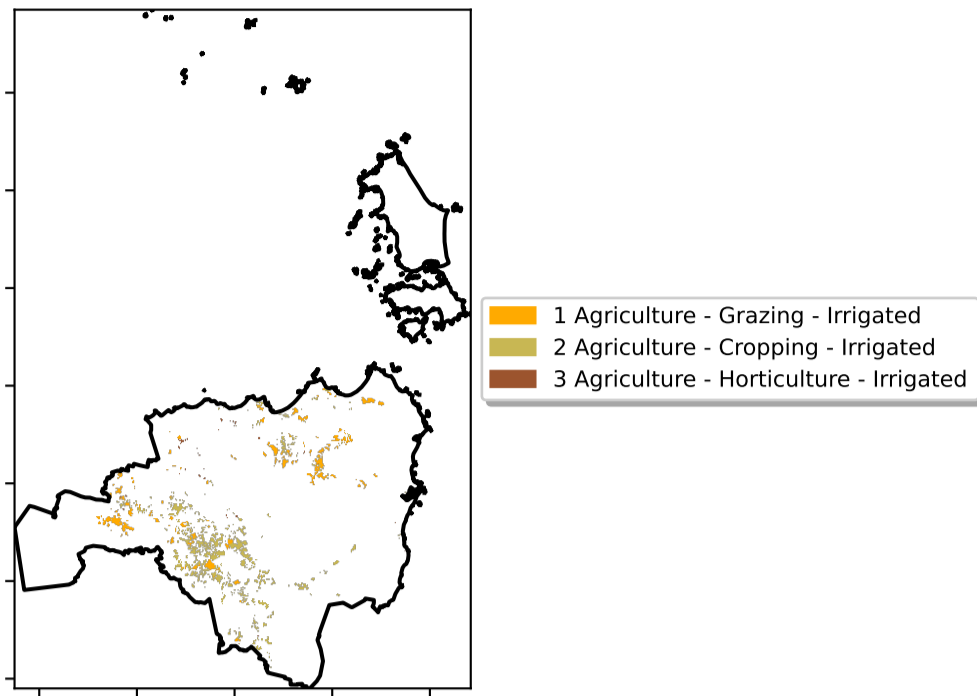 1 Agriculture - Grazing - Irrigated
2 Agriculture - Cropping - Irrigated
3 Agriculture - Horticulture - Irrigated